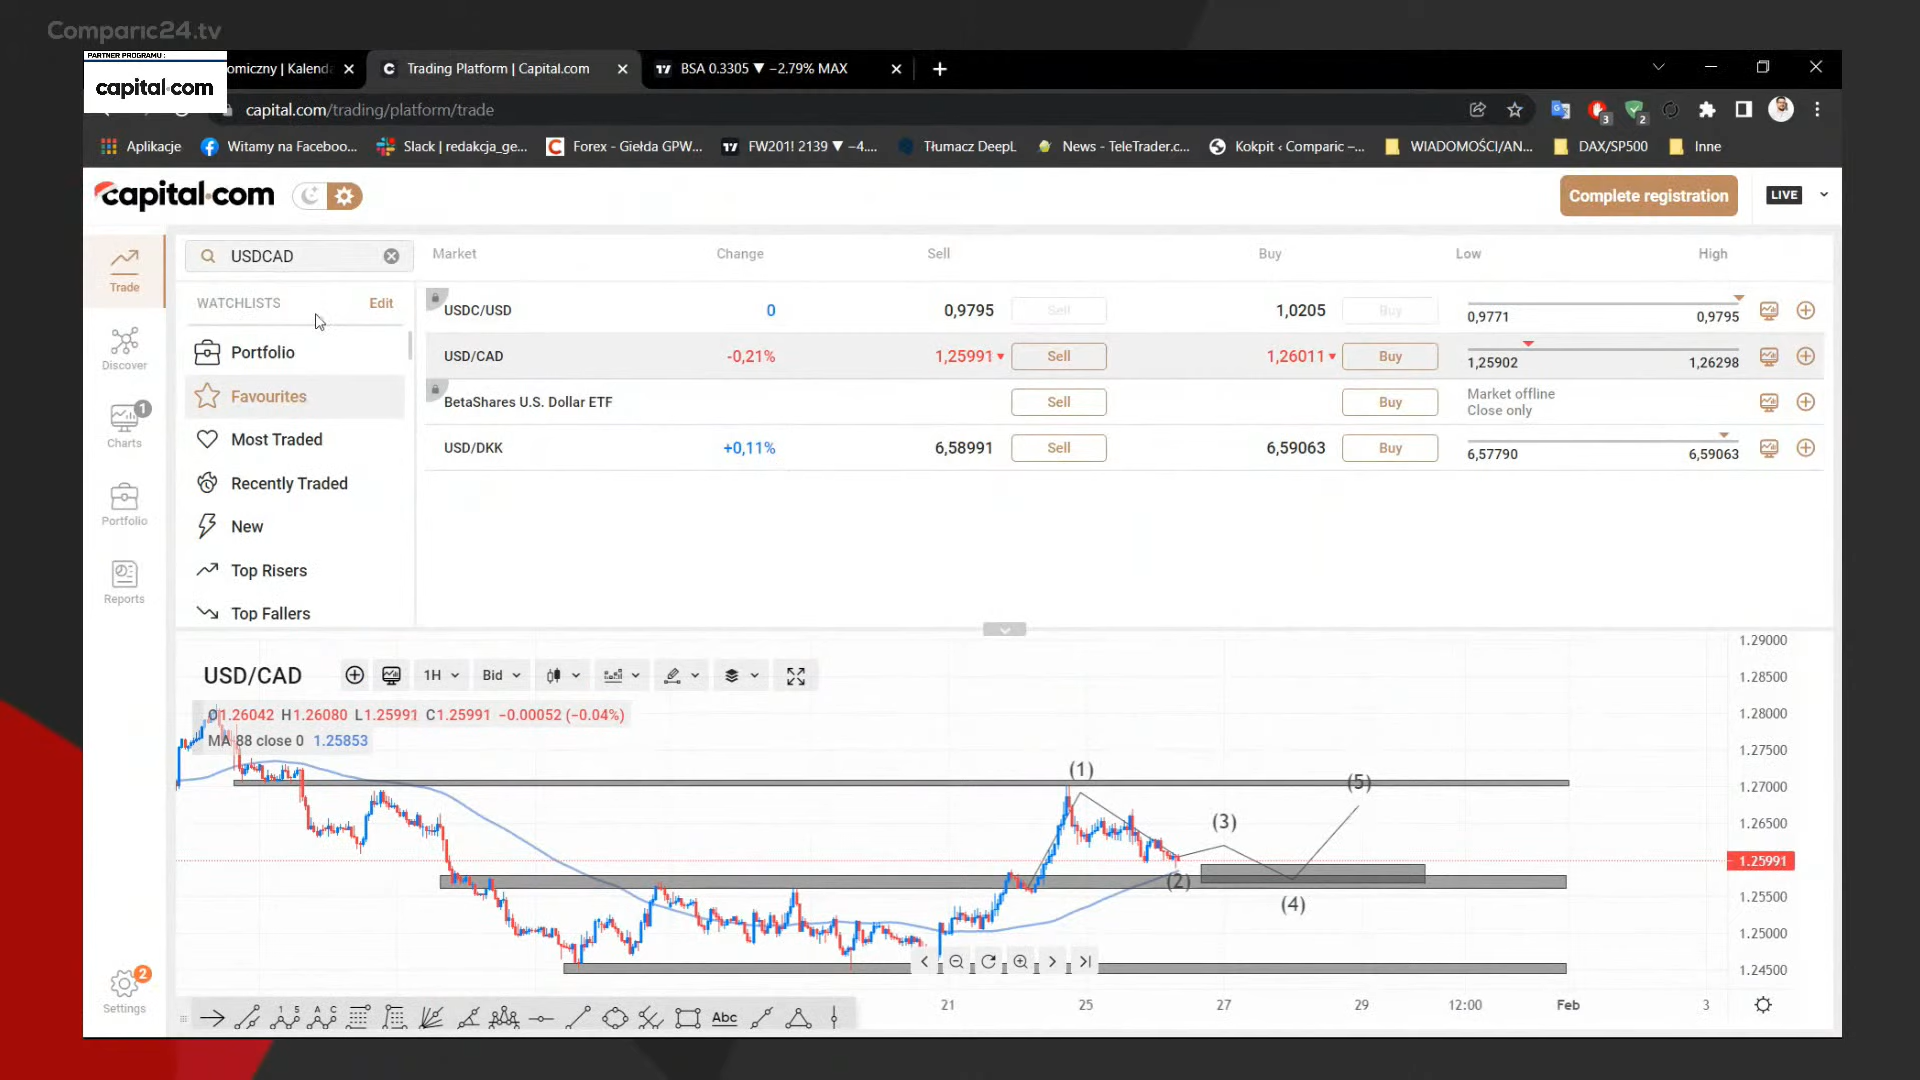 Comparic24.tv
PARTNER PROGRAMU :
capital.com
omiczny | Kalenda
Trading Platform | Capital.com
BSA 0.3305 ▼ −2.79% MAX
capital.com/trading/platform/trade
3
2
Aplikacje
Witamy na Faceboo...
Slack | redakcja_ge...
Forex - Giełda GPW...
FW201! 2139 ▼ −4....
Tłumacz DeepL
News - TeleTrader.c...
Kokpit ‹ Comparic –...
WIADOMOŚCI/AN...
DAX/SP500
Inne
capital.com
Complete registration
LIVE
Trade
Discover
1
Charts
Portfolio
Reports
2
Settings
USDCAD
WATCHLISTS
Edit
Portfolio
Favourites
Most Traded
Recently Traded
New
Top Risers
Top Fallers
Market Change Sell Buy Low High
USDC/USD 0 0,9795 Sell 1,0205 Buy 0,9771 0,9795
USD/CAD -0,21% 1,25991 Sell 1,26011 Buy 1,25902 1,26298
BetaShares U.S. Dollar ETF Sell Buy Market offline
Close only
USD/DKK +0,11% 6,58991 Sell 6,59063 Buy 6,57790 6,59063
USD/CAD
1H
Bid
O1.26042 H1.26080 L1.25991 C1.25991 −0.00052 (−0.04%)
MA 88 close 0 1.25853
(1)
(2)
(3)
(4)
(5)
1.29000
1.28500
1.28000
1.27500
1.27000
1.26500
1.25991
1.25500
1.25000
1.24500
21 25 27 29 12:00 Feb 3
1 5
A C
Abc